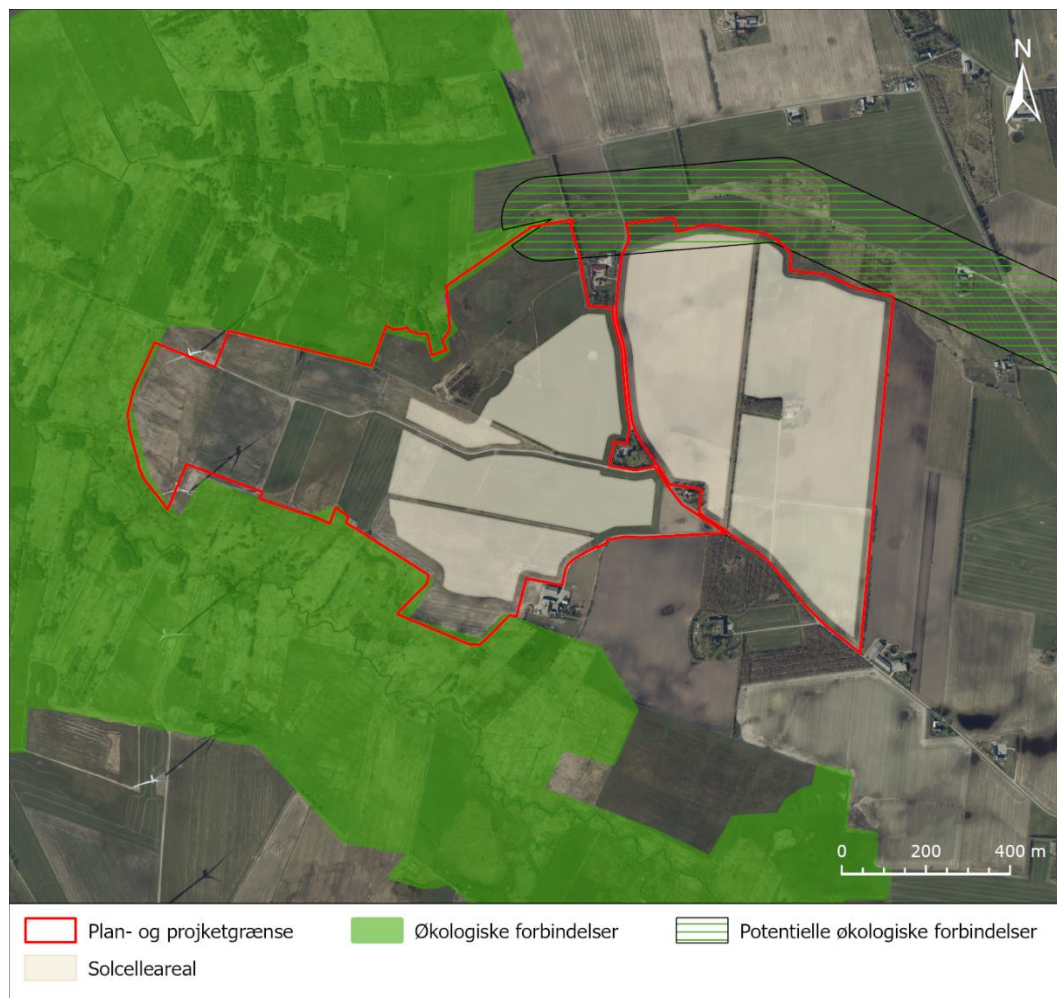 N
0 200 400 m
Plan- og projketgrænse
Økologiske forbindelser
Potentielle økologiske forbindelser
Solcelleareal